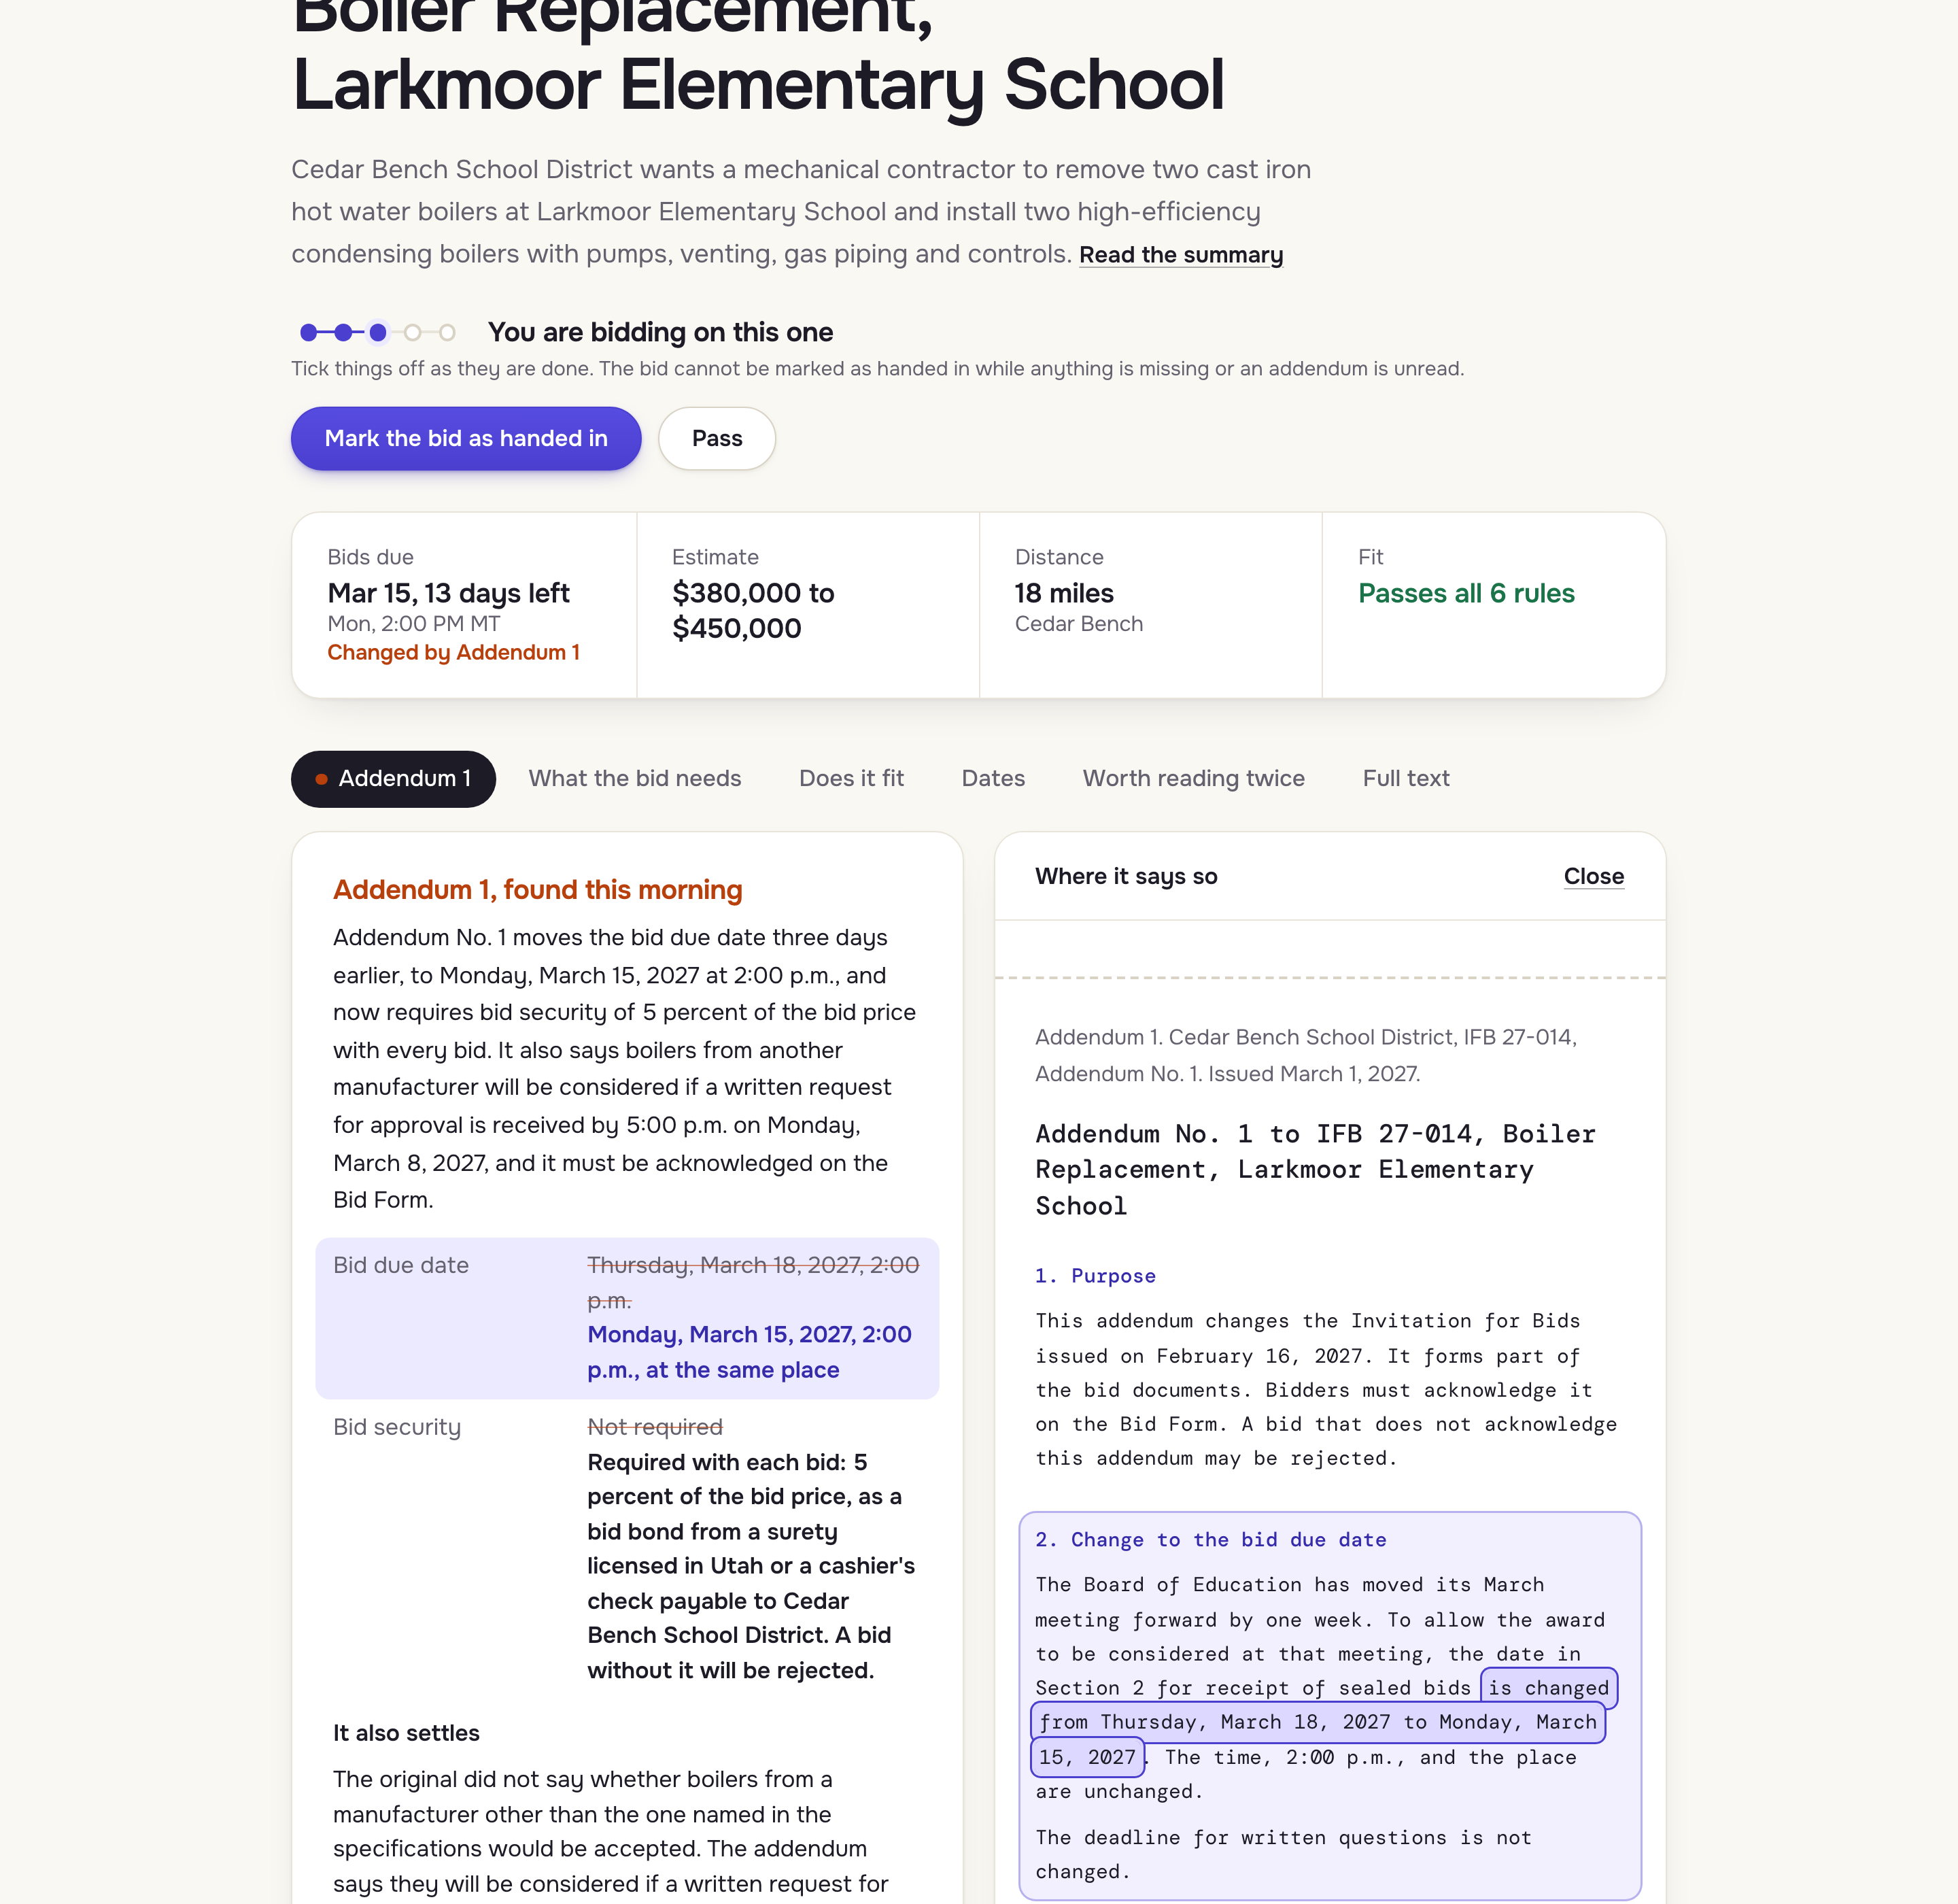 Boiler Replacement,
Larkmoor Elementary School
Cedar Bench School District wants a mechanical contractor to remove two cast iron
hot water boilers at Larkmoor Elementary School and install two high-efficiency
condensing boilers with pumps, venting, gas piping and controls. Read the summary
You are bidding on this one
Tick things off as they are done. The bid cannot be marked as handed in while anything is missing or an addendum is unread.
Mark the bid as handed in
Pass
Bids due
Mar 15, 13 days left
Mon, 2:00 PM MT
Changed by Addendum 1
Estimate
$380,000 to
$450,000
Distance
18 miles
Cedar Bench
Fit
Passes all 6 rules
Addendum 1
What the bid needs
Does it fit
Dates
Worth reading twice
Full text
Addendum 1, found this morning
Addendum No. 1 moves the bid due date three days
earlier, to Monday, March 15, 2027 at 2:00 p.m., and
now requires bid security of 5 percent of the bid price
with every bid. It also says boilers from another
manufacturer will be considered if a written request
for approval is received by 5:00 p.m. on Monday,
March 8, 2027, and it must be acknowledged on the
Bid Form.
Bid due date
Thursday, March 18, 2027, 2:00
p.m.
Monday, March 15, 2027, 2:00
p.m., at the same place
Bid security
Not required
Required with each bid: 5
percent of the bid price, as a
bid bond from a surety
licensed in Utah or a cashier's
check payable to Cedar
Bench School District. A bid
without it will be rejected.
It also settles
The original did not say whether boilers from a
manufacturer other than the one named in the
specifications would be accepted. The addendum
says they will be considered if a written request for
Where it says so
Close
Addendum 1. Cedar Bench School District, IFB 27-014,
Addendum No. 1. Issued March 1, 2027.
Addendum No. 1 to IFB 27-014, Boiler
Replacement, Larkmoor Elementary
School
1. Purpose
This addendum changes the Invitation for Bids
issued on February 16, 2027. It forms part of
the bid documents. Bidders must acknowledge it
on the Bid Form. A bid that does not acknowledge
this addendum may be rejected.
2. Change to the bid due date
The Board of Education has moved its March
meeting forward by one week. To allow the award
to be considered at that meeting, the date in
Section 2 for receipt of sealed bids is changed
from Thursday, March 18, 2027 to Monday, March
15, 2027. The time, 2:00 p.m., and the place
are unchanged.
The deadline for written questions is not
changed.